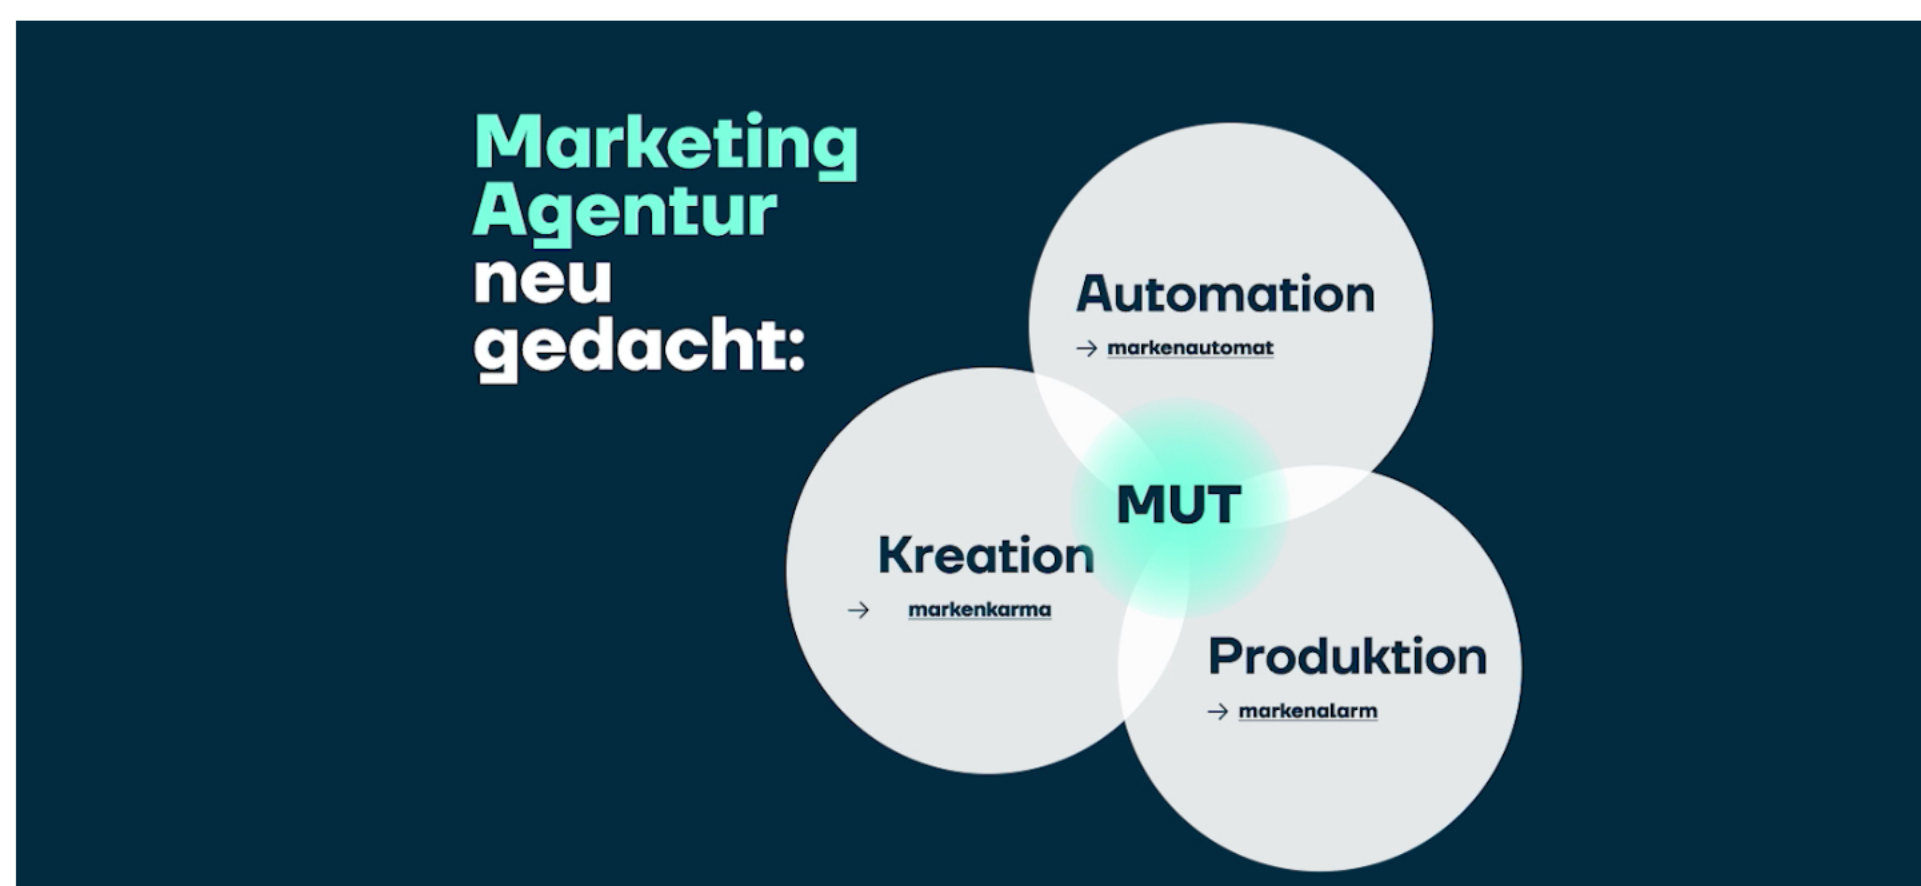 Marketing
Agentur
neu
gedacht:
Automation
→ markenautomat
MUT
Kreation
→ markenkarma
Produktion
→ markenalarm